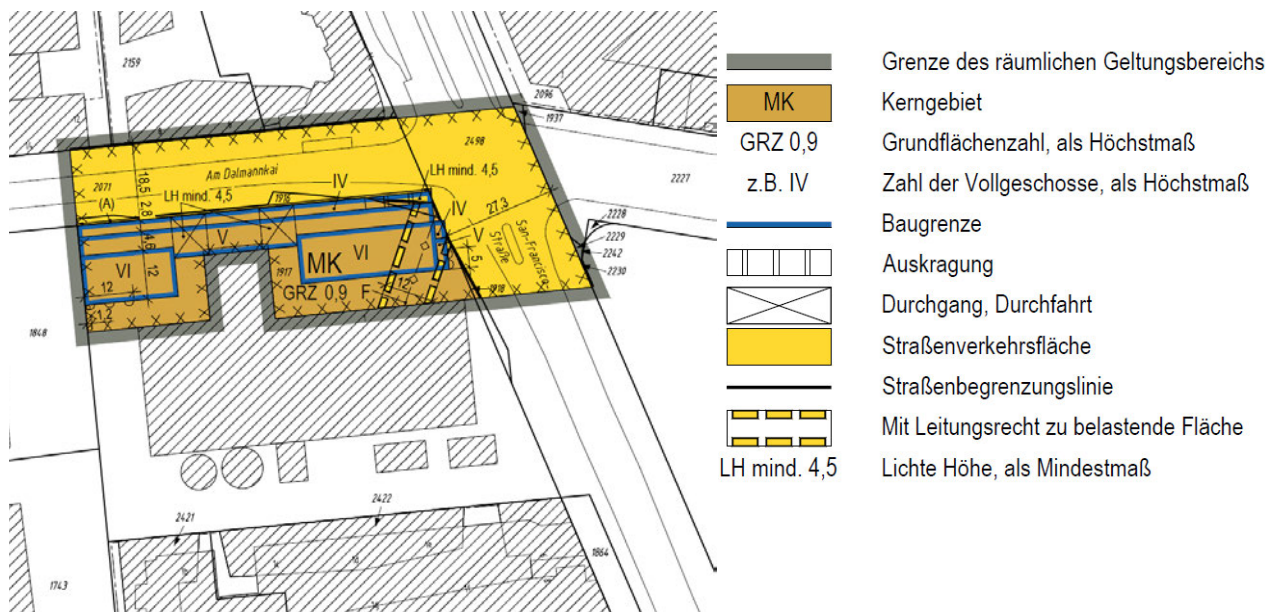 2159
2096
1937
2498
2227
Am Dalmannkai
18,5
2071
(A)
LH mind. 4,5
IV
LH mind. 4,5
1916
2,8
IV
27,3
2228
2229
2242
2230
San-Francisco-
Straße
4,6
V
V
VI
12
12
1917
MK
VI
5
GRZ 0,9
F
12
1918
1,2
1848
2422
2421
1864
1743
Grenze des räumlichen Geltungsbereichs
MK Kerngebiet
GRZ 0,9 Grundflächenzahl, als Höchstmaß
z.B. IV Zahl der Vollgeschosse, als Höchstmaß
Baugrenze
Auskragung
Durchgang, Durchfahrt
Straßenverkehrsfläche
Straßenbegrenzungslinie
Mit Leitungsrecht zu belastende Fläche
LH mind. 4,5 Lichte Höhe, als Mindestmaß